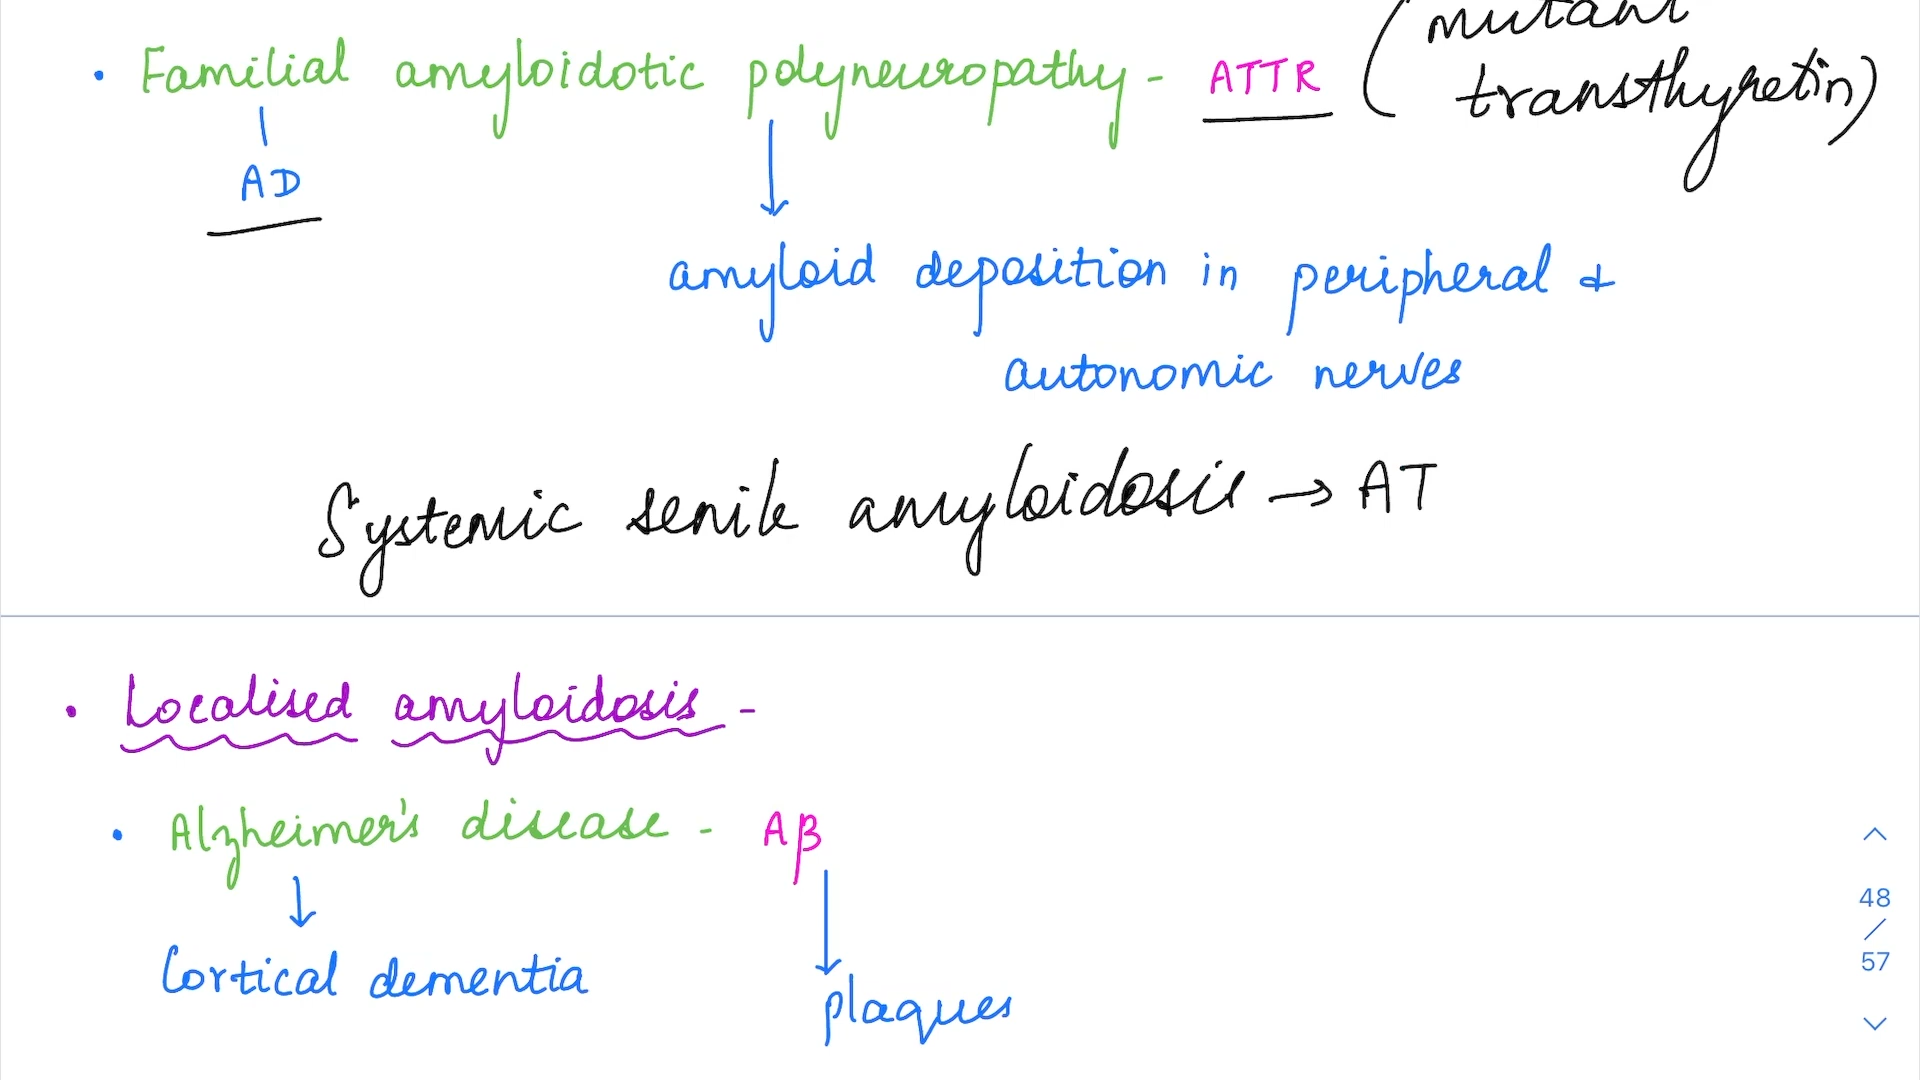 (mutant
• Familial amyloidotic polyneuropathy - ATTR
transthyretin)
AD
amyloid deposition in peripheral &
autonomic nerves
Systemic senile amyloidosis → AT
• Localised amyloidosis -
• Alzheimer's disease - Aβ
Cortical dementia
plaques
48
/
57